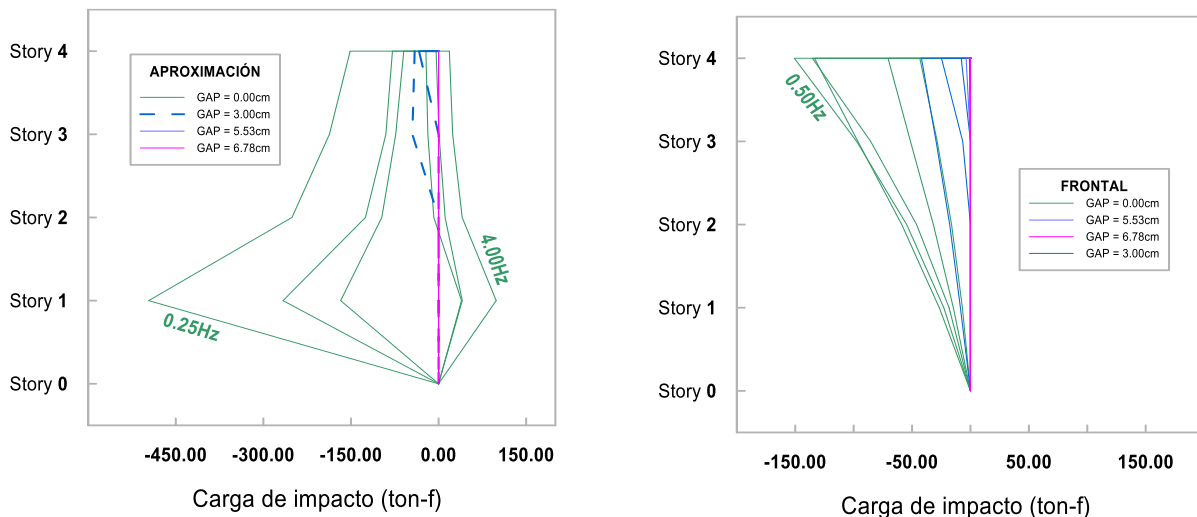 Story 4
Story 3
Story 2
Story 1
Story 0
APROXIMACIÓN
GAP = 0.00cm
GAP = 3.00cm
GAP = 5.53cm
GAP = 6.78cm
0.25Hz
4.00Hz
-450.00 -300.00 -150.00 0.00 150.00
Carga de impacto (ton-f)
Story 4
Story 3
Story 2
Story 1
Story 0
0.50Hz
FRONTAL
GAP = 0.00cm
GAP = 5.53cm
GAP = 6.78cm
GAP = 3.00cm
-150.00 -50.00 50.00 150.00
Carga de impacto (ton-f)